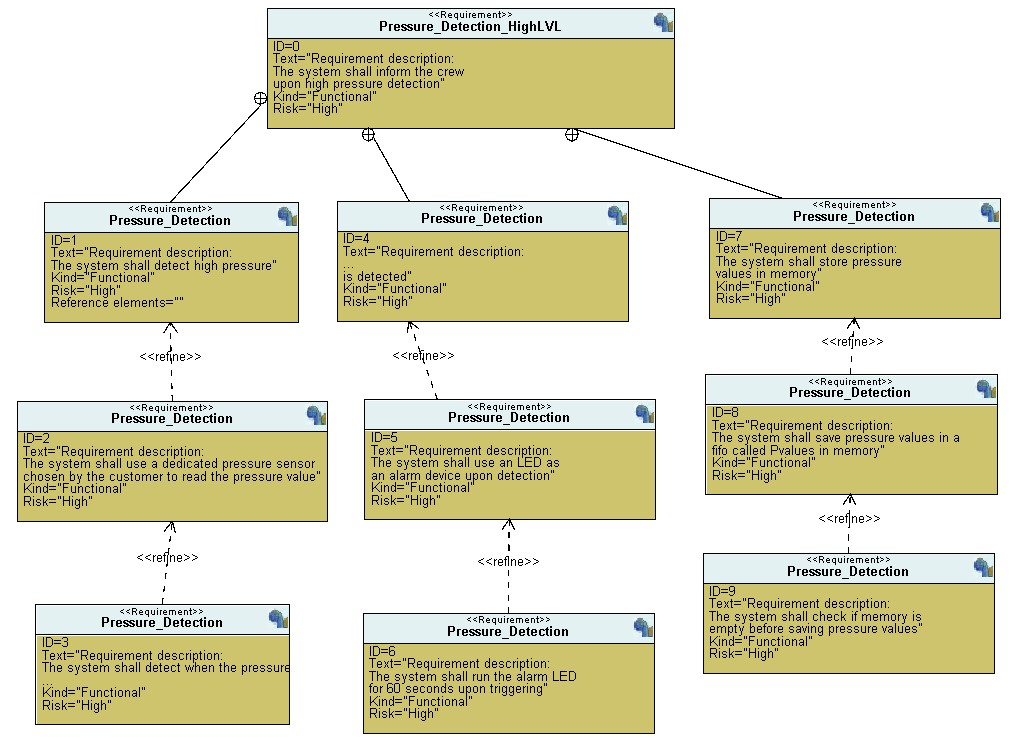 <<Requirement>>
Pressure_Detection_HighLVL
ID=0
Text="Requirement description:
The system shall inform the crew
upon high pressure detection"
Kind="Functional"
Risk="High"
<<Requirement>>
Pressure_Detection
ID=1
Text="Requirement description:
The system shall detect high pressure"
Kind="Functional"
Risk="High"
Reference elements=""
<<Requirement>>
Pressure_Detection
ID=4
Text="Requirement description:
...
is detected"
Kind="Functional"
Risk="High"
<<Requirement>>
Pressure_Detection
ID=7
Text="Requirement description:
The system shall store pressure
values in memory"
Kind="Functional"
Risk="High"
<<refine>>
<<refine>>
<<refine>>
<<Requirement>>
Pressure_Detection
ID=2
Text="Requirement description:
The system shall use a dedicated pressure sensor
chosen by the customer to read the pressure value"
Kind="Functional"
Risk="High"
<<Requirement>>
Pressure_Detection
ID=5
Text="Requirement description:
The system shall use an LED as
an alarm device upon detection"
Kind="Functional"
Risk="High"
<<Requirement>>
Pressure_Detection
ID=8
Text="Requirement description:
The system shall save pressure values in a
fifo called Pvalues in memory"
Kind="Functional"
Risk="High"
<<refine>>
<<refine>>
<<refine>>
<<Requirement>>
Pressure_Detection
ID=3
Text="Requirement description:
The system shall detect when the pressure
...
Kind="Functional"
Risk="High"
<<Requirement>>
Pressure_Detection
ID=6
Text="Requirement description:
The system shall run the alarm LED
for 60 seconds upon triggering"
Kind="Functional"
Risk="High"
<<Requirement>>
Pressure_Detection
ID=9
Text="Requirement description:
The system shall check if memory is
empty before saving pressure values"
Kind="Functional"
Risk="High"